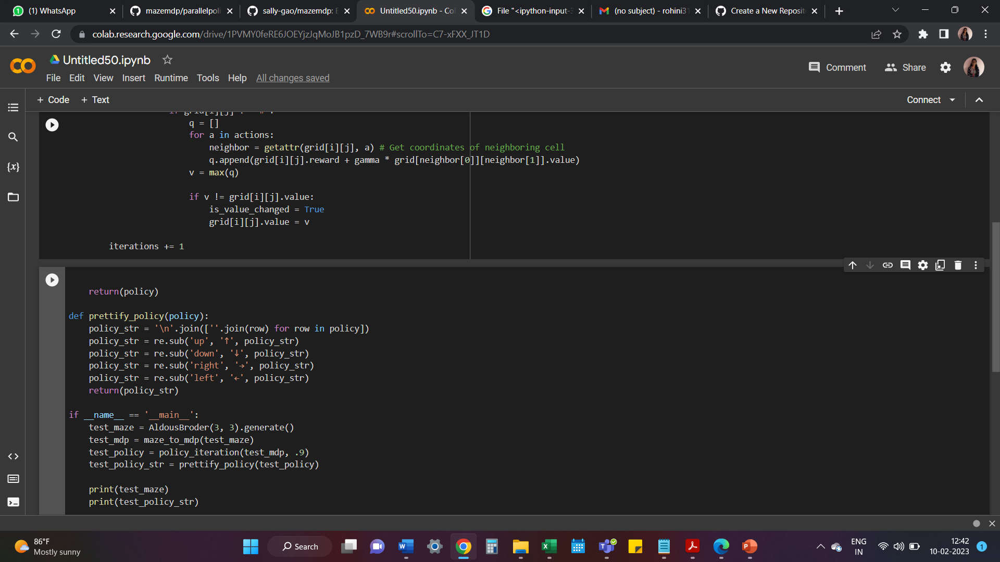 (1) WhatsApp
mazemdp/parallelpoli
sally-gao/mazemdp: E
Untitled50.ipynb - Co
File "<ipython-input-3
(no subject) - rohini31
Create a New Reposit
colab.research.google.com/drive/1PVMY0feRE6JOEYjzJqMoJB1pzD_7WB9r#scrollTo=C7-xFXX_JT1D
Untitled50.ipynb
Comment
Share
File Edit View Insert Runtime Tools Help All changes saved
+ Code + Text
Connect
q = []
for a in actions:
neighbor = getattr(grid[i][j], a) # Get coordinates of neighboring cell
q.append(grid[i][j].reward + gamma * grid[neighbor[0]][neighbor[1]].value)
v = max(q)
if v != grid[i][j].value:
is_value_changed = True
grid[i][j].value = v
iterations += 1
return(policy)
def prettify_policy(policy):
policy_str = '\n'.join([''.join(row) for row in policy])
policy_str = re.sub('up', '↑', policy_str)
policy_str = re.sub('down', '↓', policy_str)
policy_str = re.sub('right', '→', policy_str)
policy_str = re.sub('left', '←', policy_str)
return(policy_str)
if __name__ == '__main__':
test_maze = AldousBroder(3, 3).generate()
test_mdp = maze_to_mdp(test_maze)
test_policy = policy_iteration(test_mdp, .9)
test_policy_str = prettify_policy(test_policy)
print(test_maze)
print(test_policy_str)
86°F
Mostly sunny
Search
ENG
IN
12:42
10-02-2023
1